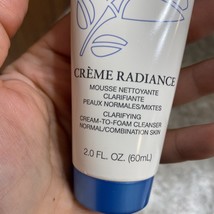 CRÈME RADIANCE
MOUSSE NETTOYANTE
CLARIFIANTE
PEAUX NORMALES/MIXTES
CLARIFYING
CREAM-TO-FOAM CLEANSER
NORMAL/COMBINATION SKIN
2.0 FL. OZ. (60mL)